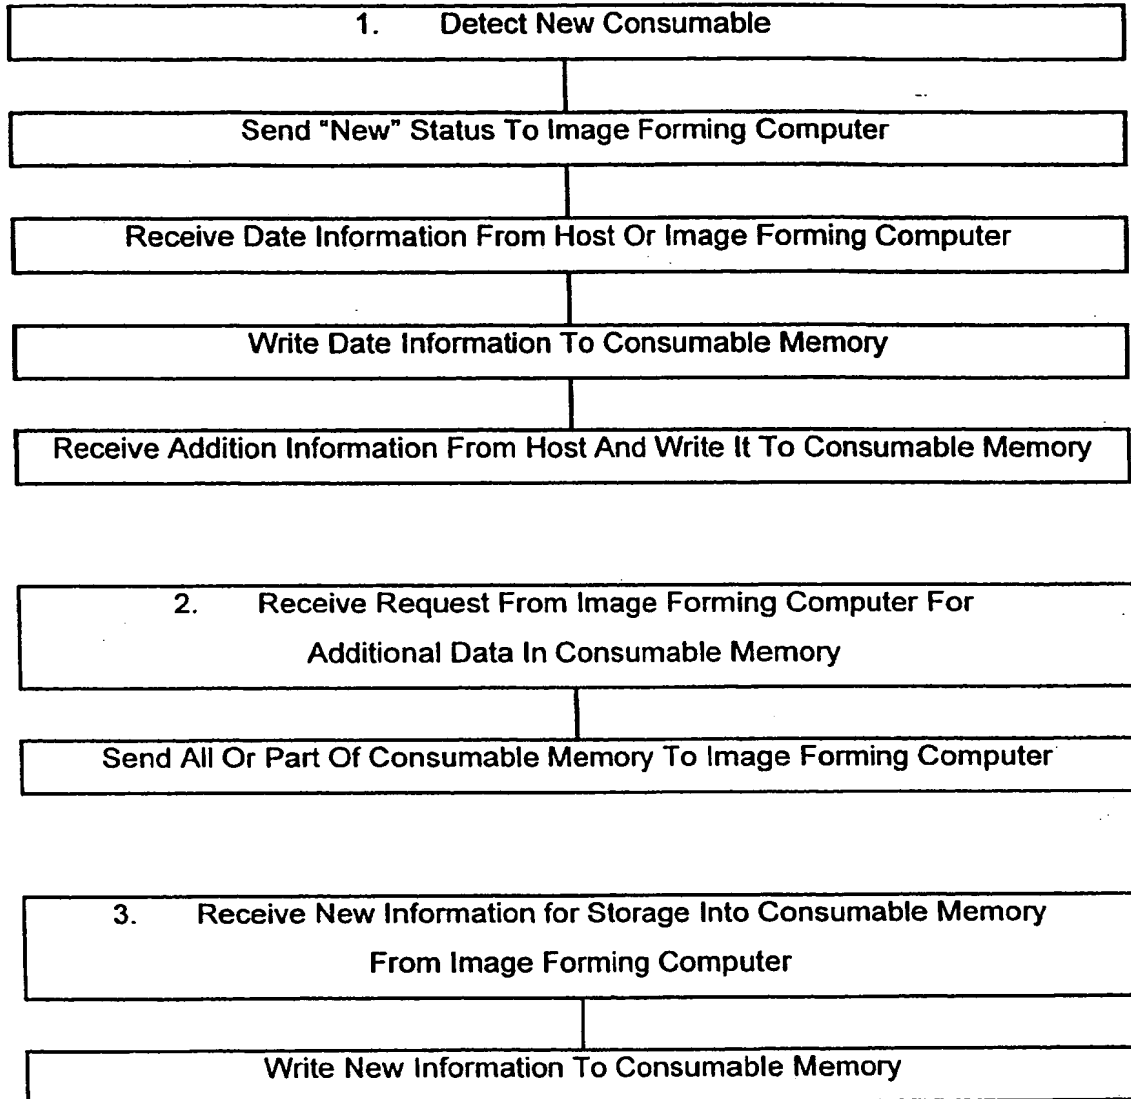 1. Detect New Consumable
Send "New" Status To Image Forming Computer
Receive Date Information From Host Or Image Forming Computer
Write Date Information To Consumable Memory
Receive Addition Information From Host And Write It To Consumable Memory
2. Receive Request From Image Forming Computer For
Additional Data In Consumable Memory
Send All Or Part Of Consumable Memory To Image Forming Computer
3. Receive New Information for Storage Into Consumable Memory
From Image Forming Computer
Write New Information To Consumable Memory